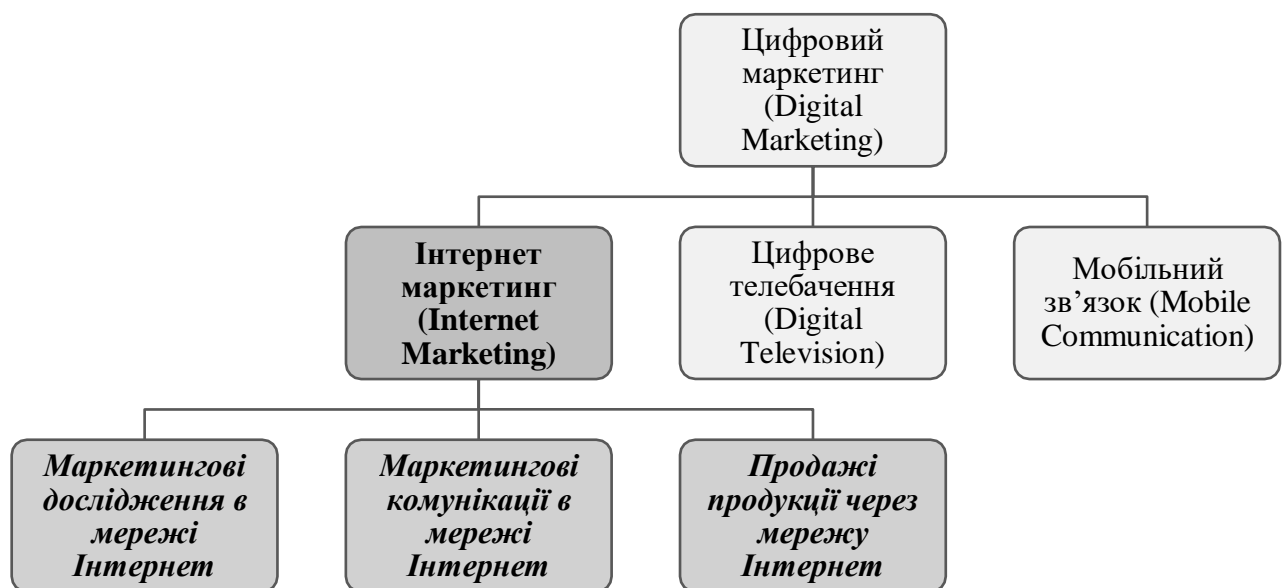 Цифровий
маркетинг
(Digital
Marketing)
Інтернет
маркетинг
(Internet
Marketing)
Цифрове
телебачення
(Digital
Television)
Мобільний
зв’язок (Mobile
Communication)
Маркетингові
дослідження в
мережі
Інтернет
Маркетингові
комунікації в
мережі
Інтернет
Продажі
продукції через
мережу
Інтернет